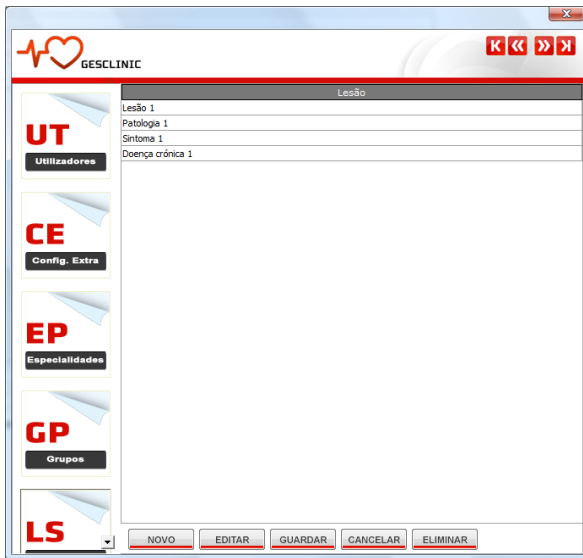 GESCLINIC
Lesão
Lesão 1
Patologia 1
Sintoma 1
Doença crónica 1
UT
Utilizadores
CE
Config. Extra
EP
Especialidades
GP
Grupos
LS
NOVO EDITAR GUARDAR CANCELAR ELIMINAR